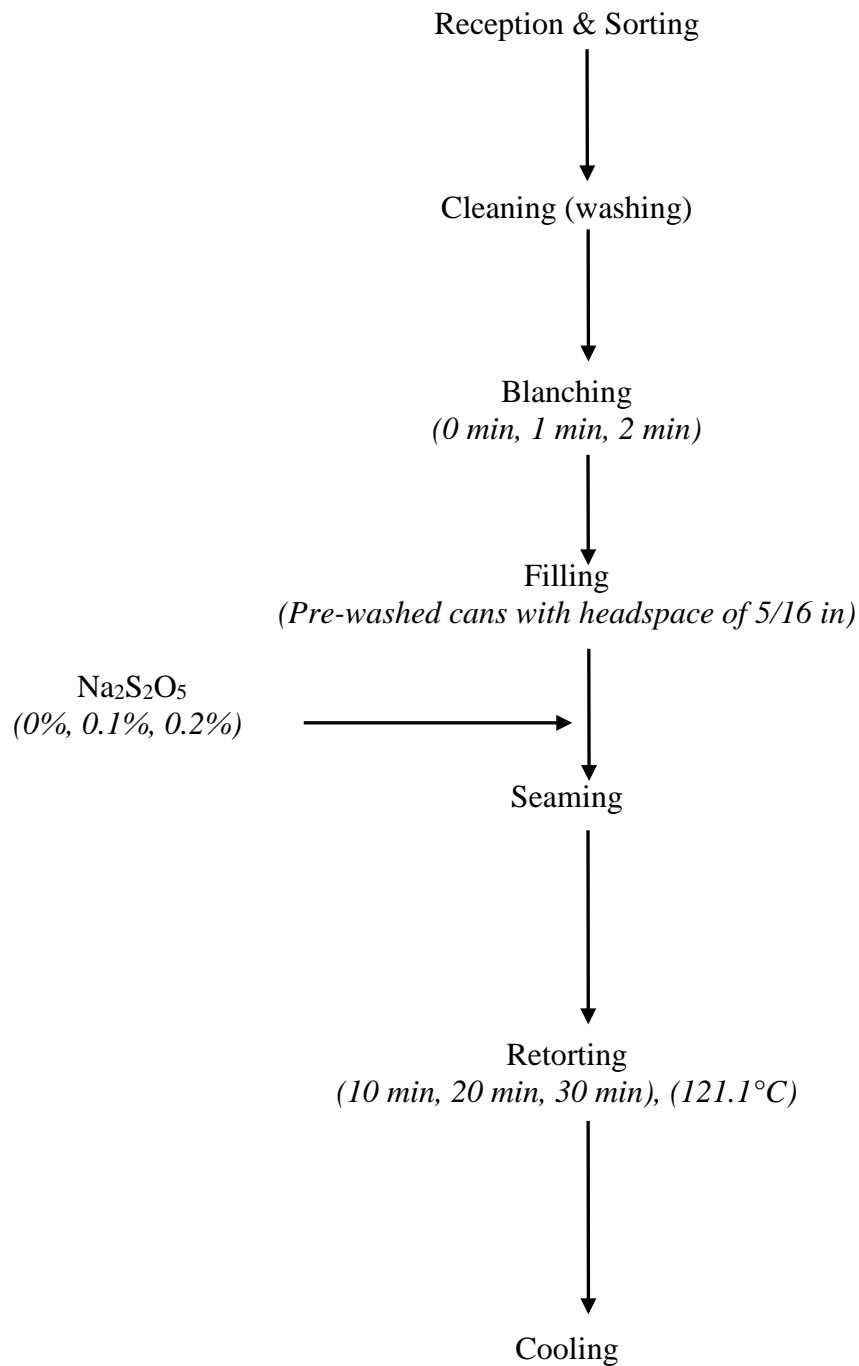 Reception & Sorting
Cleaning (washing)
Blanching
(0 min, 1 min, 2 min)
Filling
(Pre-washed cans with headspace of 5/16 in)
Na₂S₂O₅
(0%, 0.1%, 0.2%)
Seaming
Retorting
(10 min, 20 min, 30 min), (121.1°C)
Cooling